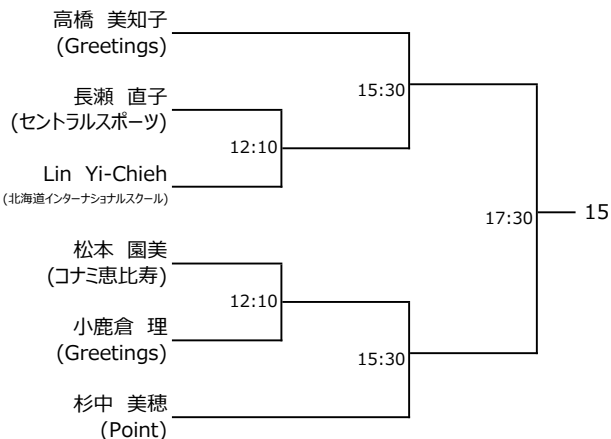 高橋 美知子
(Greetings)
15:30
長瀬 直子
(セントラルスポーツ)
12:10
Lin Yi-Chieh
(北海道インターナショナルスクール)
17:30
15
松本 園美
(コナミ恵比寿)
12:10
小鹿倉 理
(Greetings)
15:30
杉中 美穂
(Point)